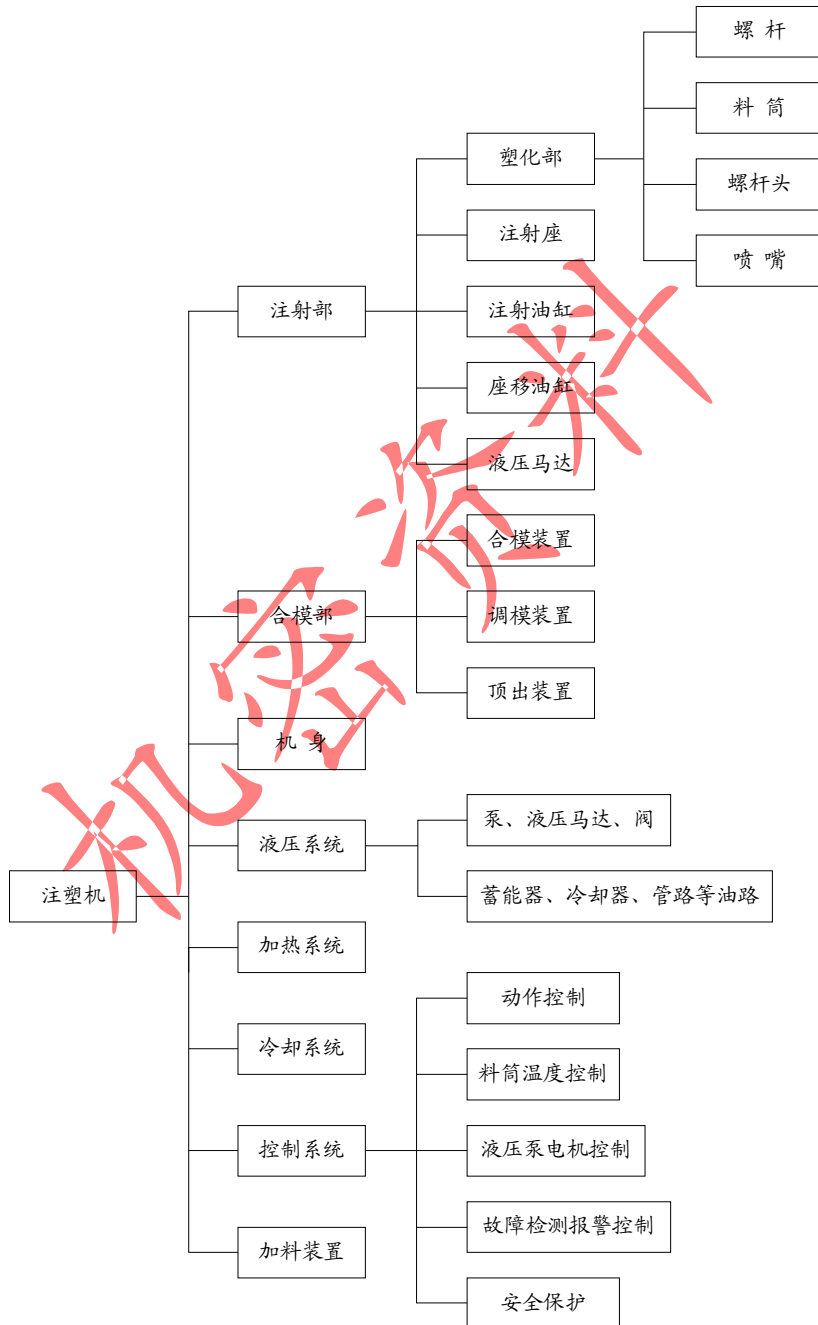 螺 杆
料 筒
塑化部
螺杆头
注射座
喷 嘴
注射部
注射油缸
座移油缸
液压马达
合模装置
合模部
调模装置
顶出装置
机 身
泵、液压马达、阀
液压系统
注塑机
蓄能器、冷却器、管路等油路
加热系统
动作控制
冷却系统
料筒温度控制
控制系统
液压泵电机控制
故障检测报警控制
加料装置
安全保护
机密资料